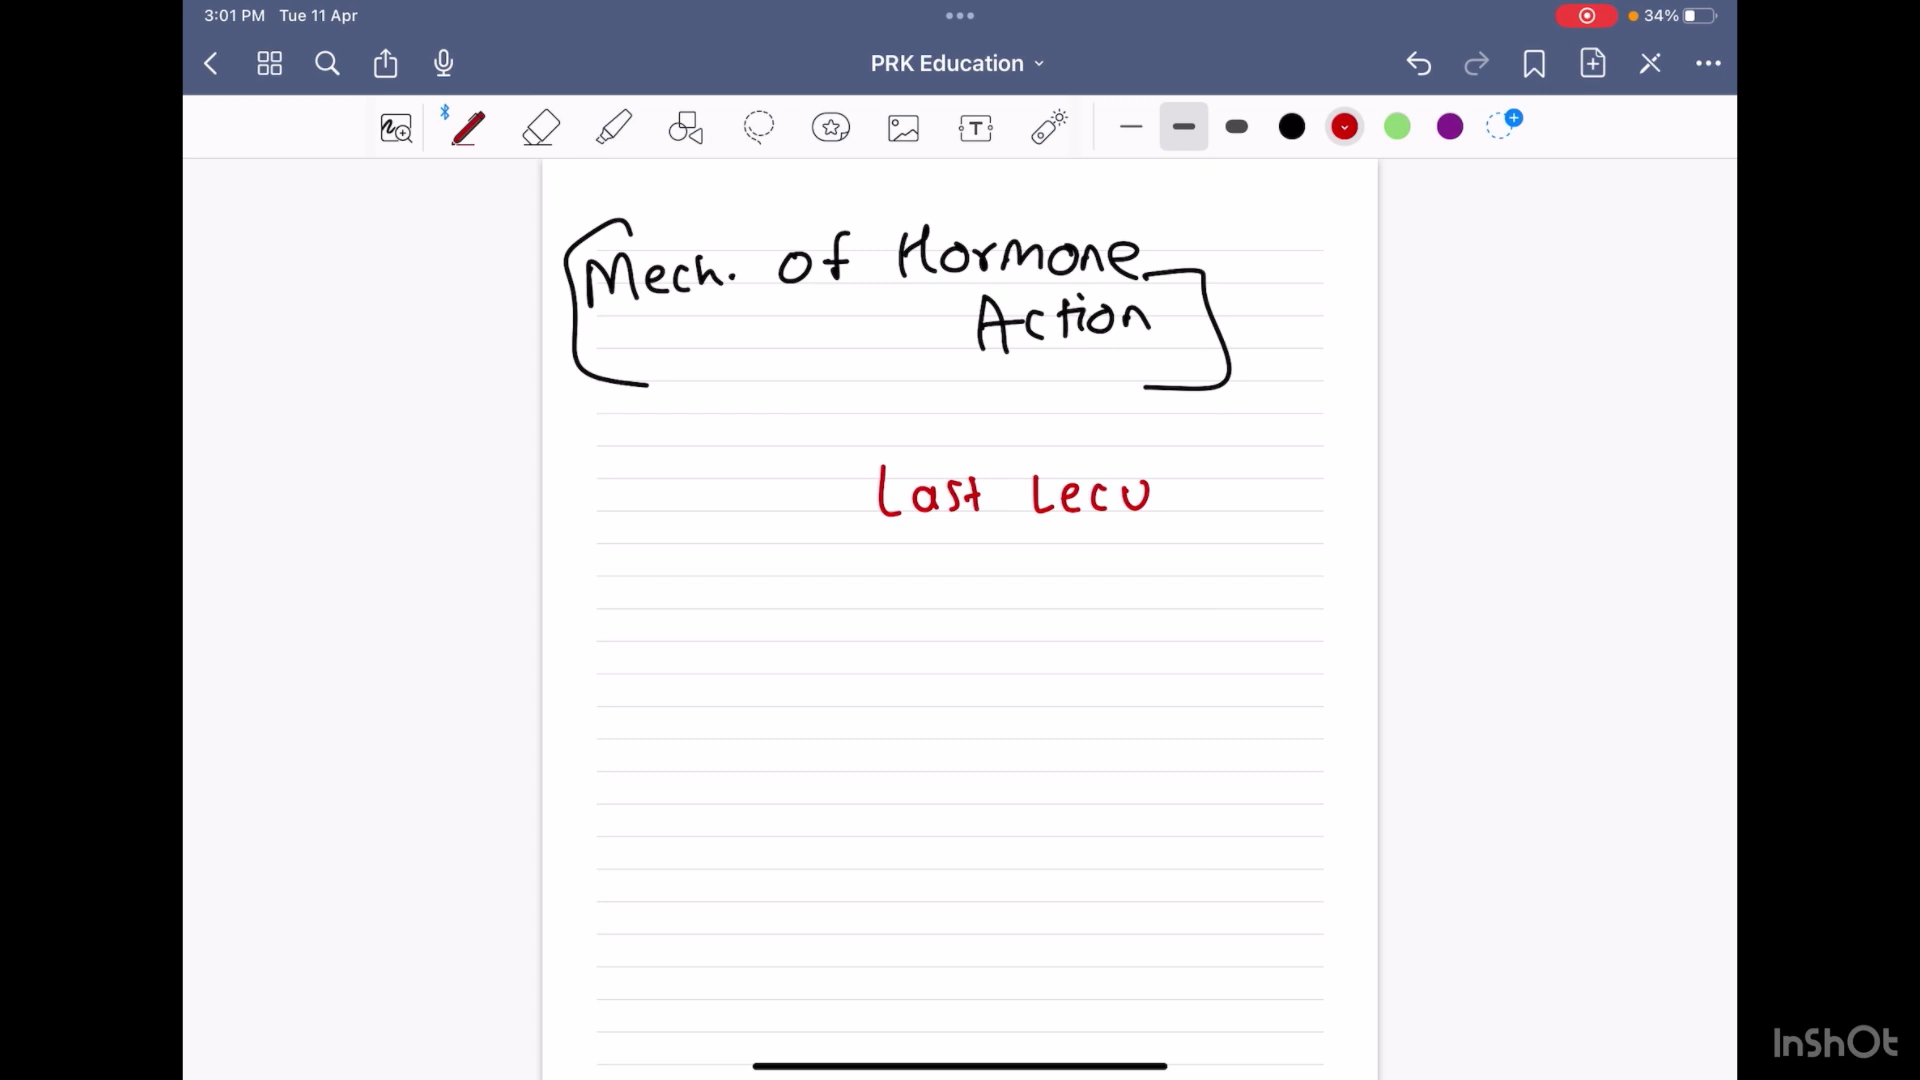 3:01 PM Tue 11 Apr
34%
PRK Education
T
Mech. of Hormone
Action
Last Lecu
InShOt